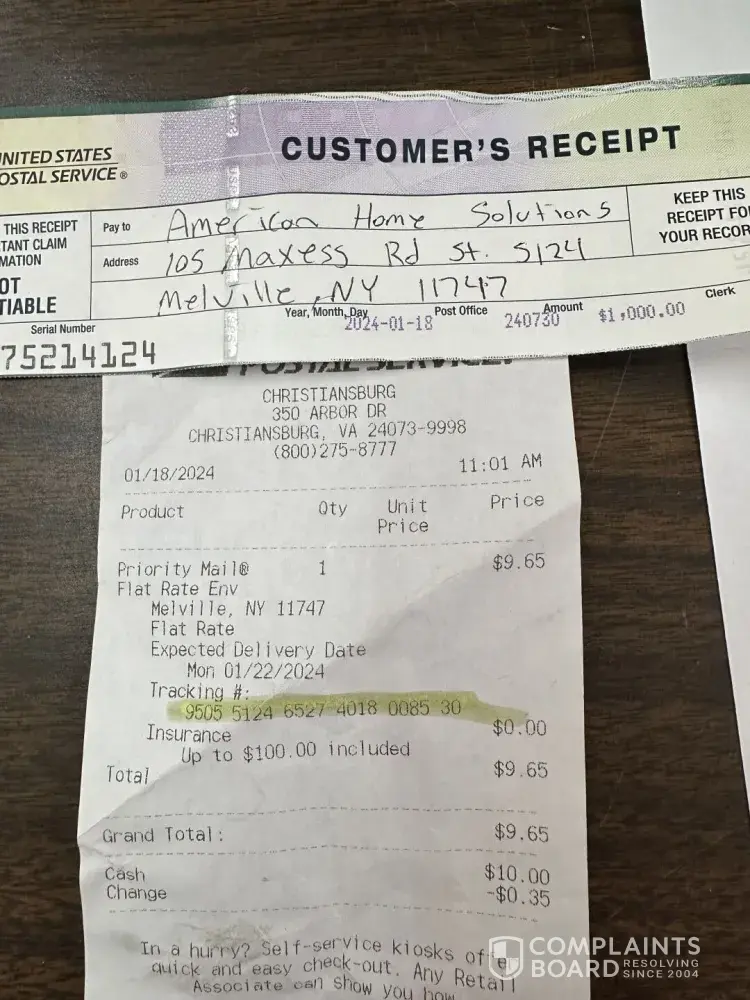 UNITED STATES
POSTAL SERVICE®
CUSTOMER'S RECEIPT
THIS RECEIPT
Pay to
American Home Solutions
KEEP THIS
RECEIPT FO
YOUR RECOR
Address
105 Maxess Rd St. S124
Melville, NY 11747
Serial Number
75214124
Year, Month, Day
2024-01-18
Post Office
240730
Amount
$1,000.00
Clerk
POSTAL SERVICE.
CHRISTIANSBURG
350 ARBOR DR
CHRISTIANSBURG, VA 24073-9998
(800)275-8777
01/18/2024 11:01 AM
Product Qty Unit Price
Price
Priority Mail® 1 $9.65
Flat Rate Env
Melville, NY 11747
Flat Rate
Expected Delivery Date
Mon 01/22/2024
Tracking #:
9505 5124 6527 4018 0085 30
Insurance $0.00
Up to $100.00 included
Total $9.65
Grand Total: $9.65
Cash $10.00
Change -$0.35
In a hurry? Self-service kiosks offer
quick and easy check-out. Any Retail
Associate can show you how.
COMPLAINTS
BOARD RESOLVING
SINCE 2004